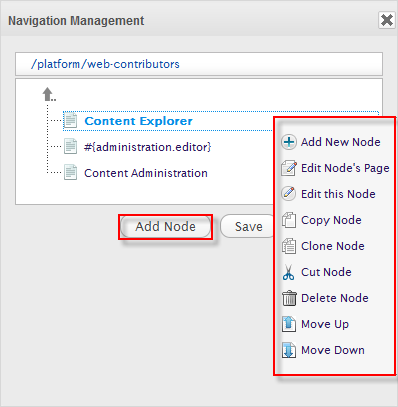 Navigation Management
/platform/web-contributors
Content Explorer
#{administration.editor}
Content Administration
Add Node
Save
Add New Node
Edit Node's Page
Edit this Node
Copy Node
Clone Node
Cut Node
Delete Node
Move Up
Move Down